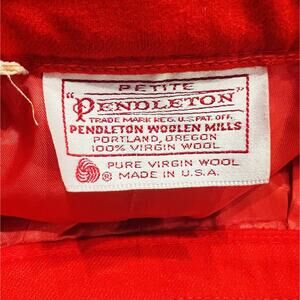 PETITE
"PENDLETON"
TRADE MARK REG. U.S. PAT. OFF.
PENDLETON WOOLEN MILLS
PORTLAND, OREGON
100% VIRGIN WOOL
PURE VIRGIN WOOL
® MADE IN U.S.A.